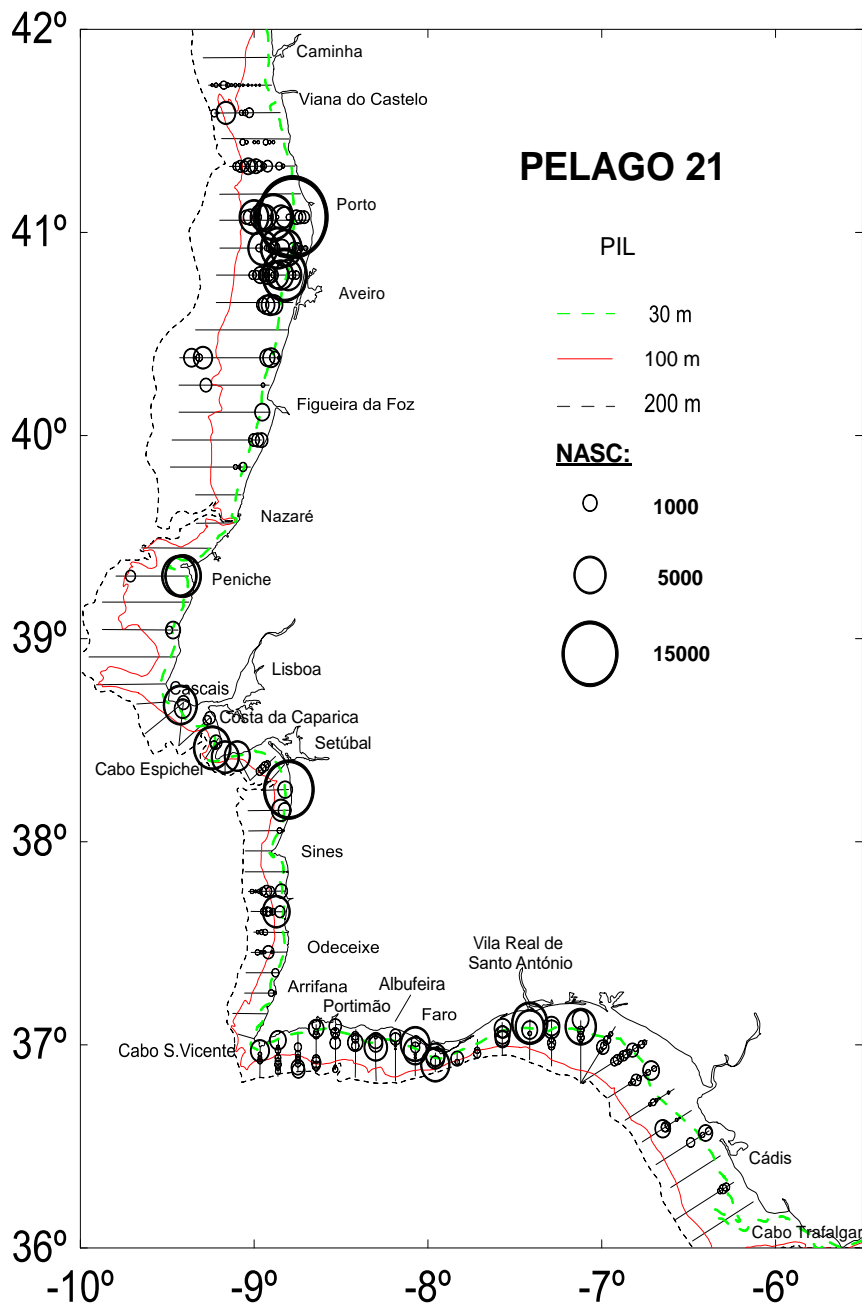 42º
Caminha
Viana do Castelo
PELAGO 21
Porto
41º
PIL
Aveiro
30 m
100 m
200 m
Figueira da Foz
40º
NASC:
1000
Nazaré
5000
Peniche
39º
15000
Lisboa
Cascais
Costa da Caparica
Setúbal
Cabo Espichel
38º
Sines
Odeceixe
Vila Real de
Santo António
Arrifana
Albufeira
Portimão
Faro
37º
Cabo S.Vicente
Cádis
Cabo Trafalgar
36º
-10º
-9º
-8º
-7º
-6º